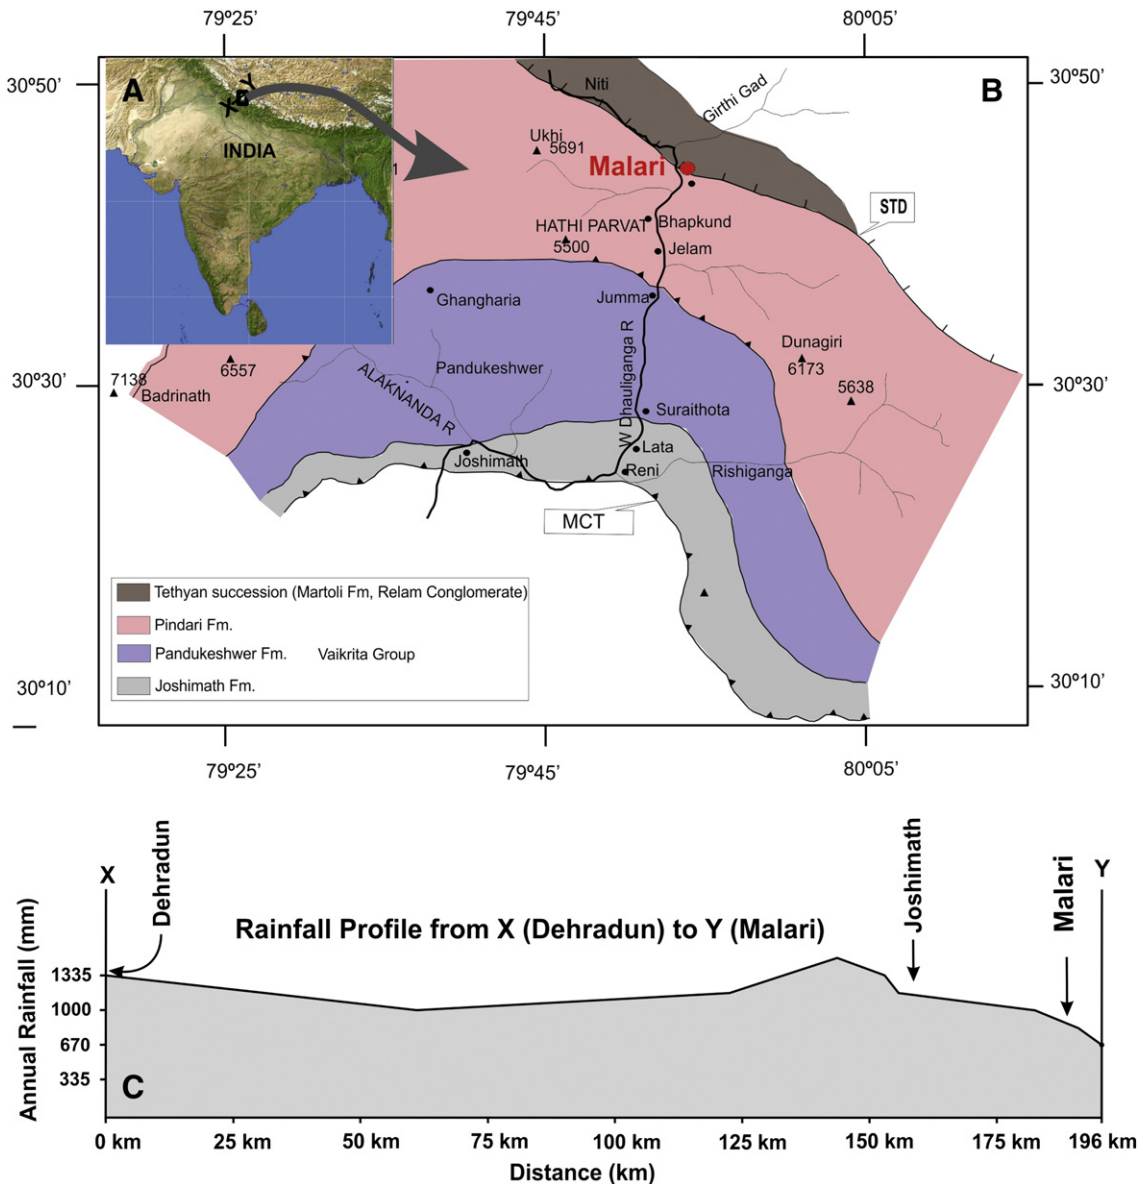 79º25’
79º45’
80º05’
30º50’
30º50’
A
B
X
Y
INDIA
Niti
Girthi Gad
Ukhi
5691
Malari
STD
HATHI PARVAT
Bhapkund
5500
Jelam
Ghangharia
Jumma
Dunagiri
6173
7138
6557
5638
30º30’
30º30’
Badrinath
Pandukeshwer
ALAKNANDA R
W Dhauliganga R
Suraithota
Lata
Joshimath
Reni
Rishiganga
MCT
Tethyan succession (Martoli Fm, Relam Conglomerate)
Pindari Fm.
Pandukeshwer Fm. Vaikrita Group
Joshimath Fm.
30º10’
30º10’
79º25’
79º45’
80º05’
X
Dehradun
Joshimath
Malari
Y
Rainfall Profile from X (Dehradun) to Y (Malari)
Annual Rainfall (mm)
1335
1000
670
335
C
0 km
25 km
50 km
75 km
100 km
125 km
150 km
175 km
196 km
Distance (km)